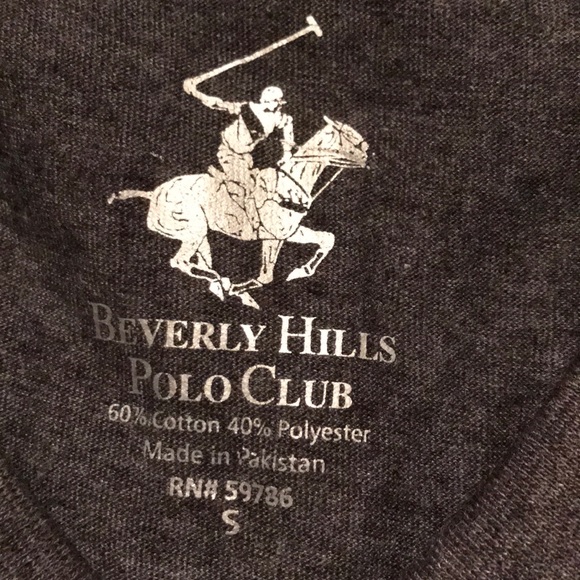 BEVERLY HILLS
POLO CLUB
60% Cotton 40% Polyester
Made in Pakistan
RN# 59786
S